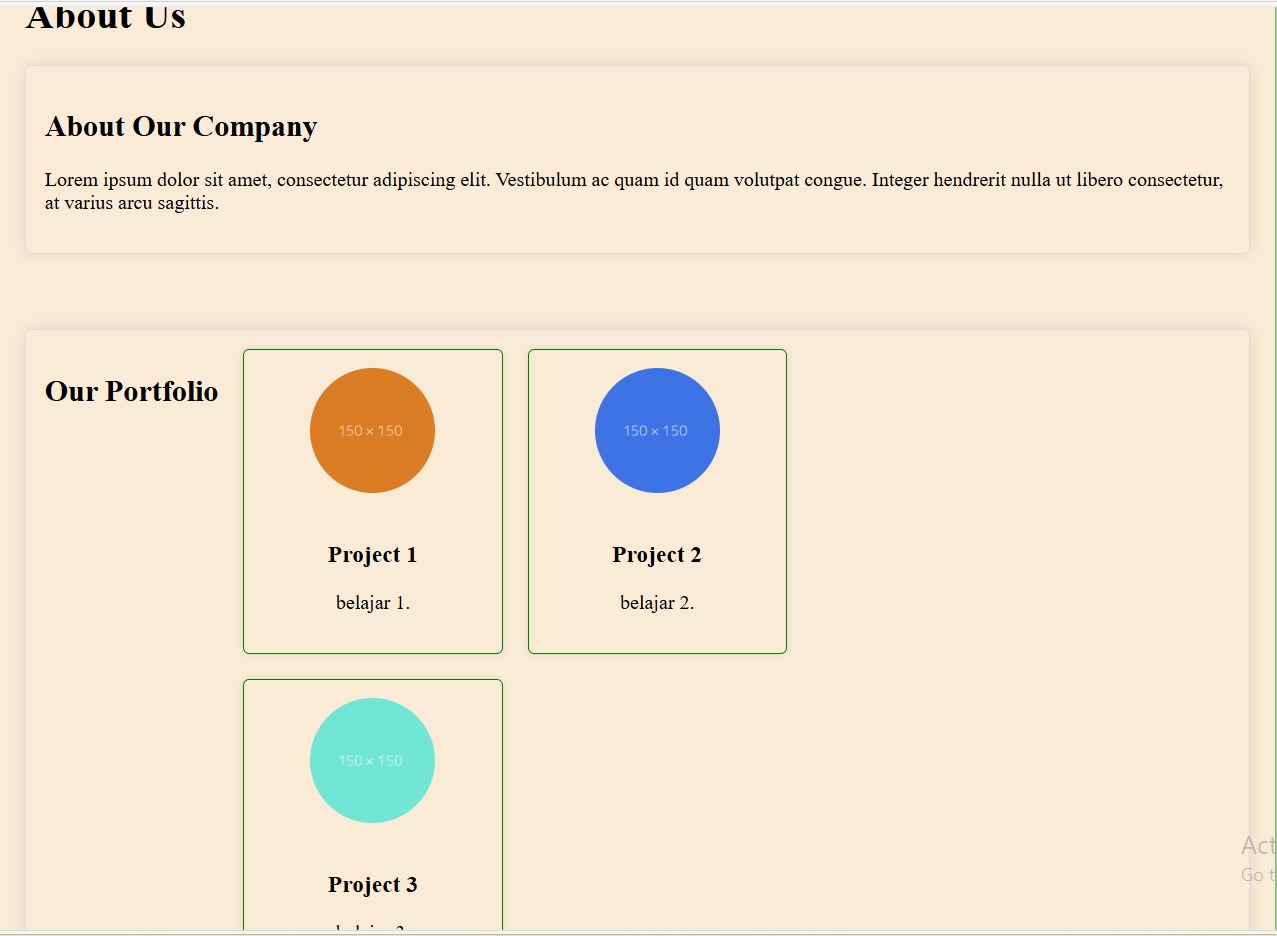 About Us
About Our Company
Lorem ipsum dolor sit amet, consectetur adipiscing elit. Vestibulum ac quam id quam volutpat congue. Integer hendrerit nulla ut libero consectetur,
at varius arcu sagittis.
Our Portfolio
150 × 150
150 × 150
Project 1
Project 2
belajar 1.
belajar 2.
150 × 150
Project 3
Act
Go t